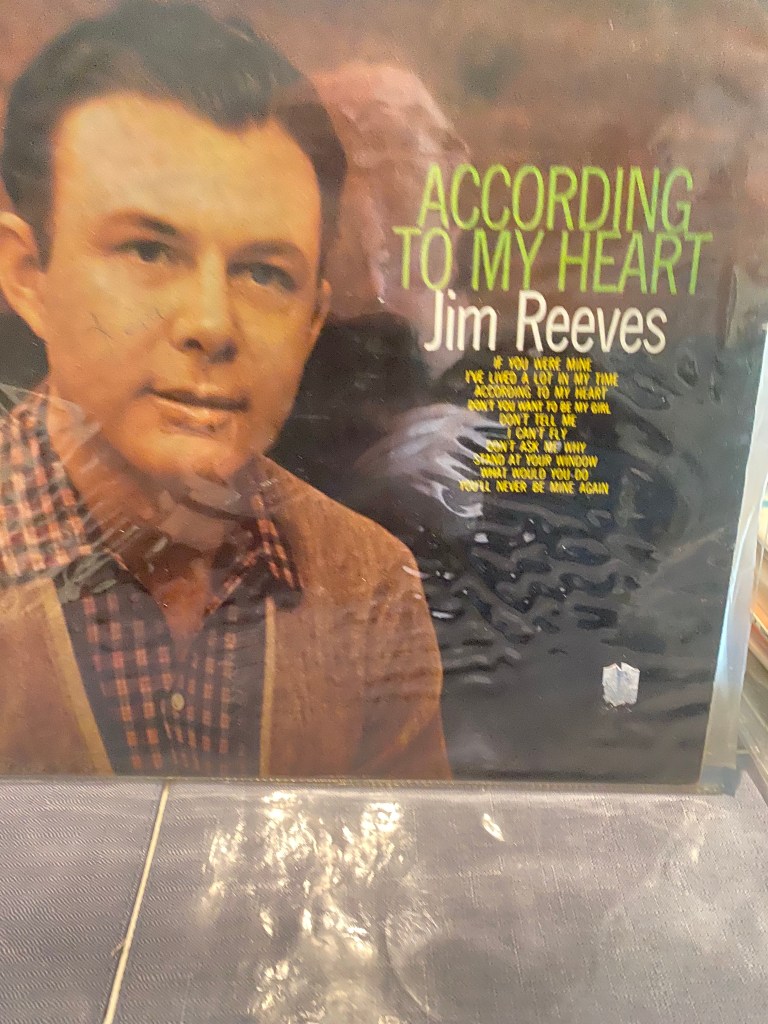 ACCORDING
TO MY HEART
Jim Reeves
IF YOU WERE MINE
I'VE LIVED A LOT IN MY TIME
ACCORDING TO MY HEART
DON'T YOU WANT TO BE MY GIRL
DON'T TELL ME
I CAN'T FLY
DON'T ASK ME WHY
STAND AT YOUR WINDOW
WHAT WOULD YOU DO
YOU'LL NEVER BE MINE AGAIN